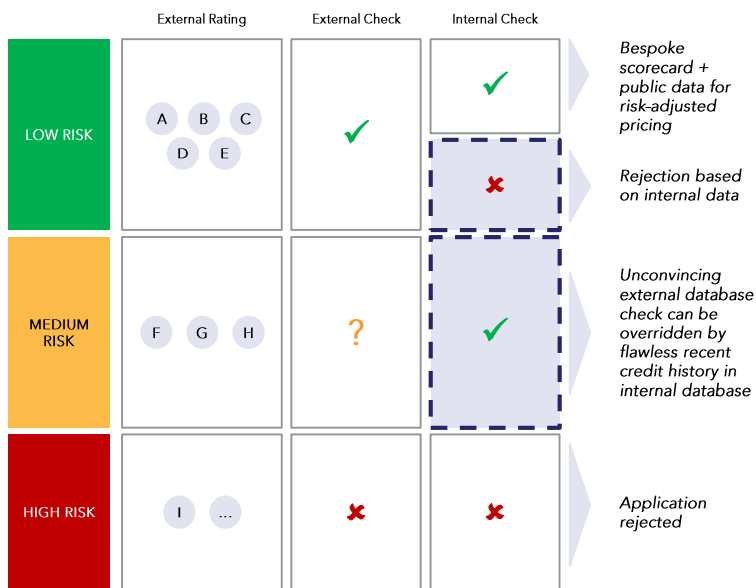 External Rating
External Check
Internal Check
LOW RISK
A B C
D E
Bespoke
scorecard +
public data for
risk-adjusted
pricing
Rejection based
on internal data
MEDIUM
RISK
F G H
?
Unconvincing
external database
check can be
overridden by
flawless recent
credit history in
internal database
HIGH RISK
I ...
Application
rejected